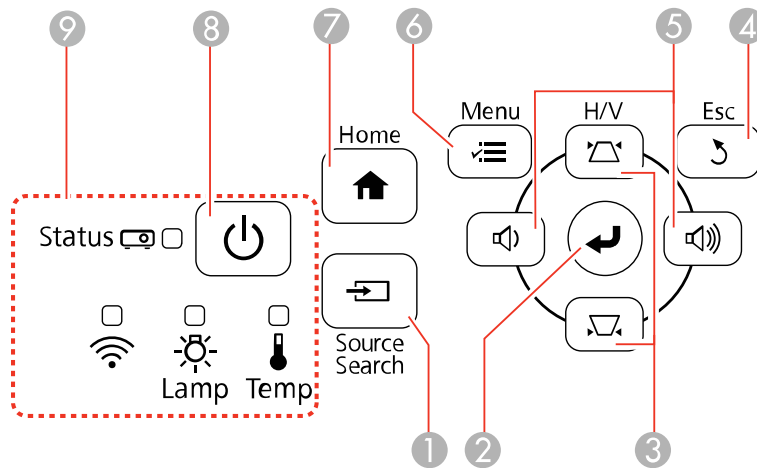 9
8
7
6
5
4
Menu
H/V
Esc
Home
Status
Source
Search
Lamp
Temp
1
2
3